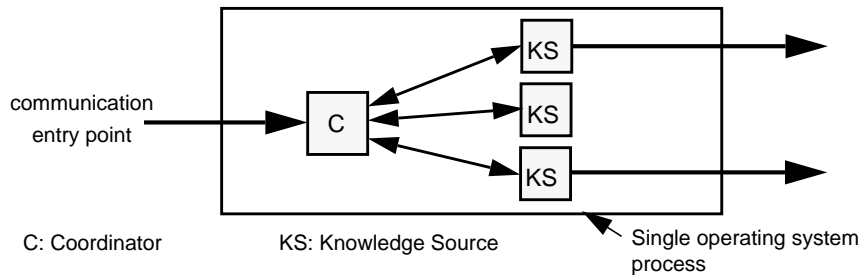 KS
communication
entry point
C
KS
KS
C: Coordinator
KS: Knowledge Source
Single operating system
process